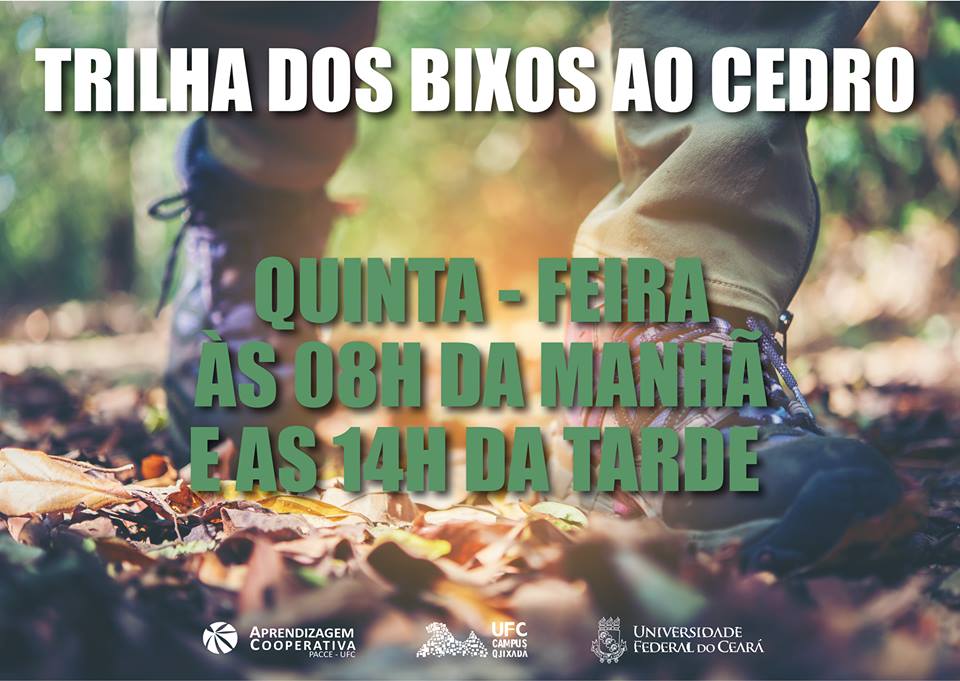 TRILHA DOS BIXOS AO CEDRO
QUINTA - FEIRA
ÀS 08H DA MANHÃ
E AS 14H DA TARDE
APRENDIZAGEM
COOPERATIVA
PACCE - UFC
UFC
CAMPUS
QUIXADÁ
UNIVERSIDADE
FEDERAL DO CEARÁ